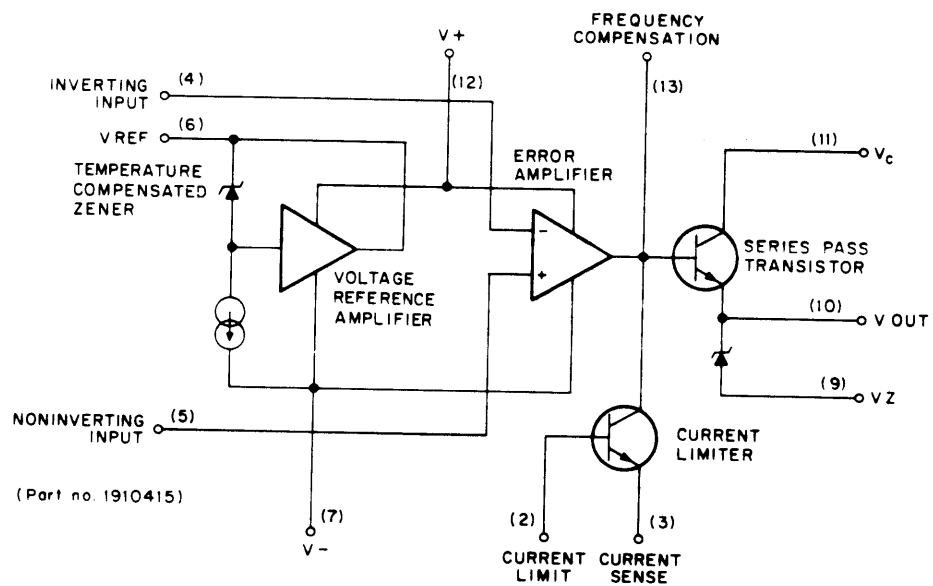 FREQUENCY
COMPENSATION
V+
(12)
(13)
INVERTING
INPUT
(4)
V REF
(6)
TEMPERATURE
COMPENSATED
ZENER
VOLTAGE
REFERENCE
AMPLIFIER
ERROR
AMPLIFIER
-
+
(11)
Vc
SERIES PASS
TRANSISTOR
(10)
V OUT
(9)
VZ
NONINVERTING
INPUT
(5)
CURRENT
LIMITER
(Part no. 1910415)
(7)
V-
(2)
CURRENT
LIMIT
(3)
CURRENT
SENSE